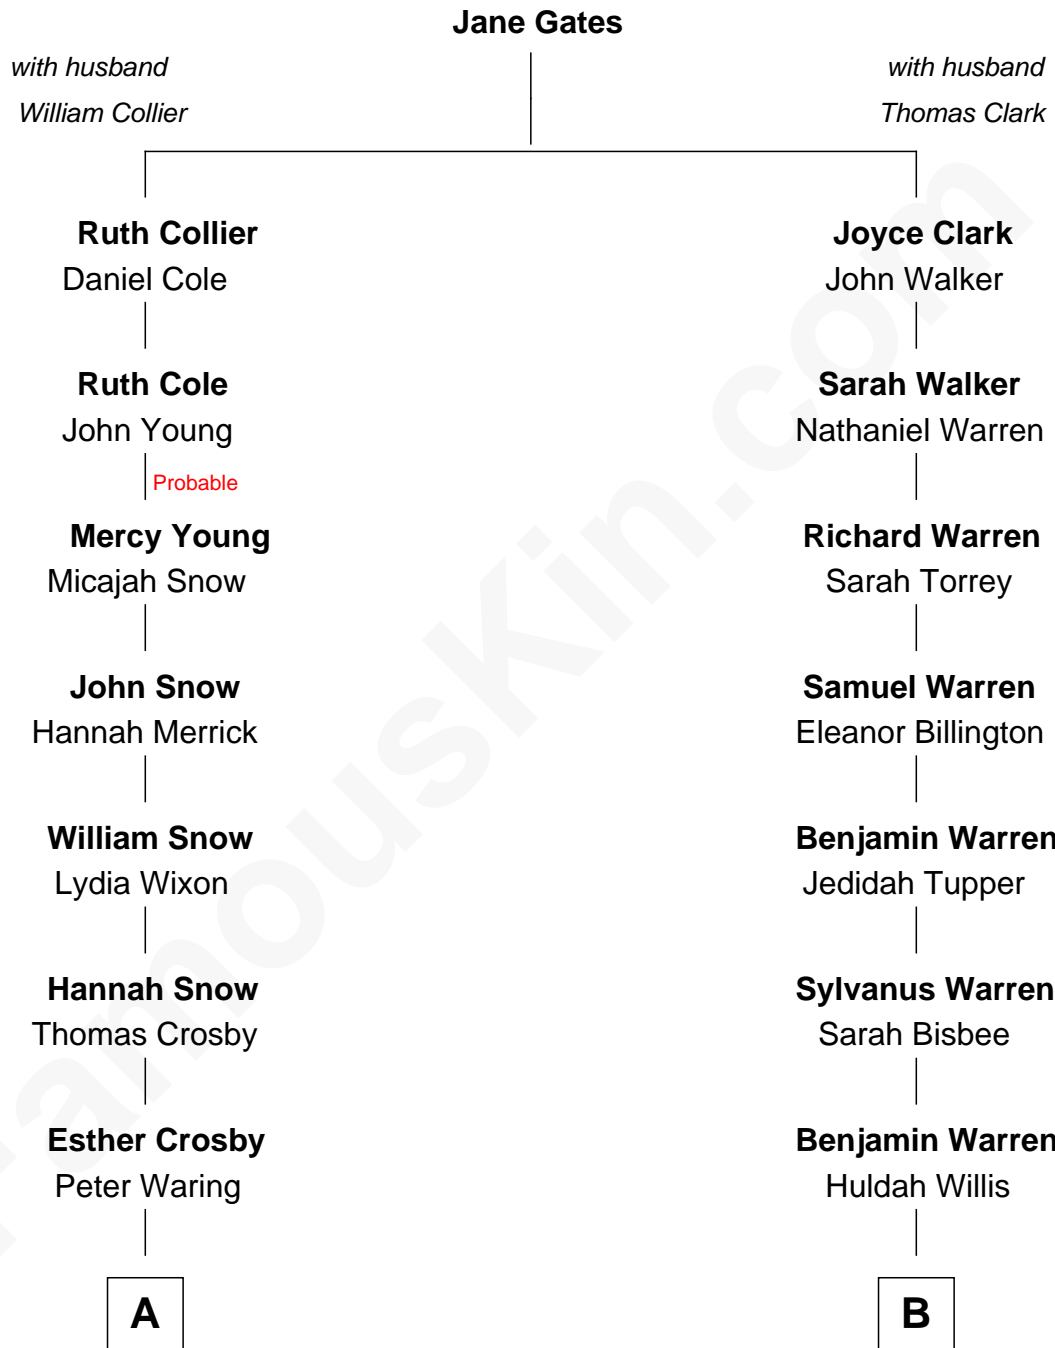 Jane Gates
with husband
William Collier
with husband
Thomas Clark
Ruth Collier
Daniel Cole
Joyce Clark
John Walker
Ruth Cole
John Young
Sarah Walker
Nathaniel Warren
Probable
Mercy Young
Micajah Snow
Richard Warren
Sarah Torrey
John Snow
Hannah Merrick
Samuel Warren
Eleanor Billington
William Snow
Lydia Wixon
Benjamin Warren
Jedidah Tupper
Hannah Snow
Thomas Crosby
Sylvanus Warren
Sarah Bisbee
Esther Crosby
Peter Waring
Benjamin Warren
Huldah Willis
A
B
FamousKin.com